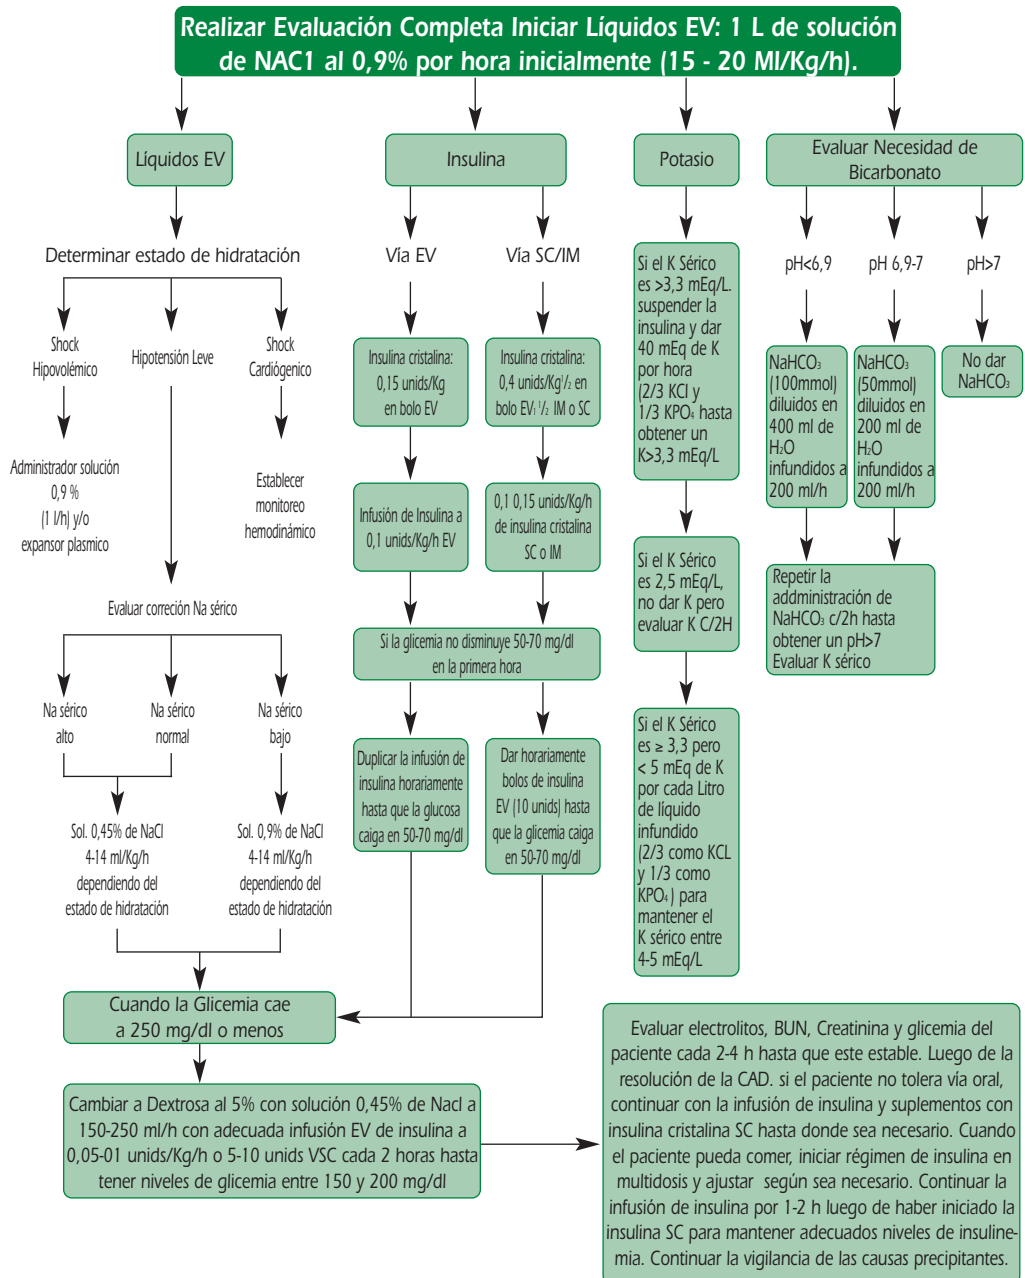 Realizar Evaluación Completa Iniciar Líquidos EV: 1 L de solución
de NAC1 al 0,9% por hora inicialmente (15 - 20 Ml/Kg/h).
Líquidos EV
Determinar estado de hidratación
Shock
Hipovolémico
Hipotensión Leve
Shock
Cardiógenico
Administrador solución
0,9 %
(1 l/h) y/o
expansor plasmico
Establecer
monitoreo
hemodinámico
Evaluar correción Na sérico
Na sérico
alto
Na sérico
normal
Na sérico
bajo
Sol. 0,45% de NaCl
4-14 ml/Kg/h
dependiendo del
estado de hidratación
Sol. 0,9% de NaCl
4-14 ml/Kg/h
dependiendo del
estado de hidratación
Insulina
Vía EV
Vía SC/IM
Insulina cristalina:
0,15 unids/Kg
en bolo EV
Insulina cristalina:
0,4 unids/Kg¹/₂ en
bolo EV₁ ¹/₂ IM o SC
Infusión de Insulina a
0,1 unids/Kg/h EV
0,1 0,15 unids/Kg/h
de insulina cristalina
SC o IM
Si la glicemia no disminuye 50-70 mg/dl
en la primera hora
Duplicar la infusión de
insulina horariamente
hasta que la glucosa
caiga en 50-70 mg/dl
Dar horariamente
bolos de insulina
EV (10 unids) hasta
que la glicemia caiga
en 50-70 mg/dl
Potasio
Si el K Sérico
es >3,3 mEq/L.
suspender la
insulina y dar
40 mEq de K
por hora
(2/3 KCl y
1/3 KPO₄ hasta
obtener un
K>3,3 mEq/L
Si el K Sérico
es 2,5 mEq/L,
no dar K pero
evaluar K C/2H
Si el K Sérico
es ≥ 3,3 pero
< 5 mEq de K
por cada Litro
de líquido
infundido
(2/3 como KCL
y 1/3 como
KPO₄ ) para
mantener el
K sérico entre
4-5 mEq/L
Evaluar Necesidad de
Bicarbonato
pH<6,9
pH 6,9-7
pH>7
NaHCO₃
(100mmol)
diluidos en
400 ml de
H₂O
infundidos a
200 ml/h
NaHCO₃
(50mmol)
diluidos en
200 ml de
H₂O
infundidos a
200 ml/h
No dar
NaHCO₃
Repetir la
addministración de
NaHCO₃ c/2h hasta
obtener un pH>7
Evaluar K sérico
Cuando la Glicemia cae
a 250 mg/dl o menos
Cambiar a Dextrosa al 5% con solución 0,45% de Nacl a
150-250 ml/h con adecuada infusión EV de insulina a
0,05-01 unids/Kg/h o 5-10 unids VSC cada 2 horas hasta
tener niveles de glicemia entre 150 y 200 mg/dl
Evaluar electrolitos, BUN, Creatinina y glicemia del
paciente cada 2-4 h hasta que este estable. Luego de la
resolución de la CAD. si el paciente no tolera vía oral,
continuar con la infusión de insulina y suplementos con
insulina cristalina SC hasta donde sea necesario. Cuando
el paciente pueda comer, iniciar régimen de insulina en
multidosis y ajustar según sea necesario. Continuar la
infusión de insulina por 1-2 h luego de haber iniciado la
insulina SC para mantener adecuados niveles de insuline-
mia. Continuar la vigilancia de las causas precipitantes.